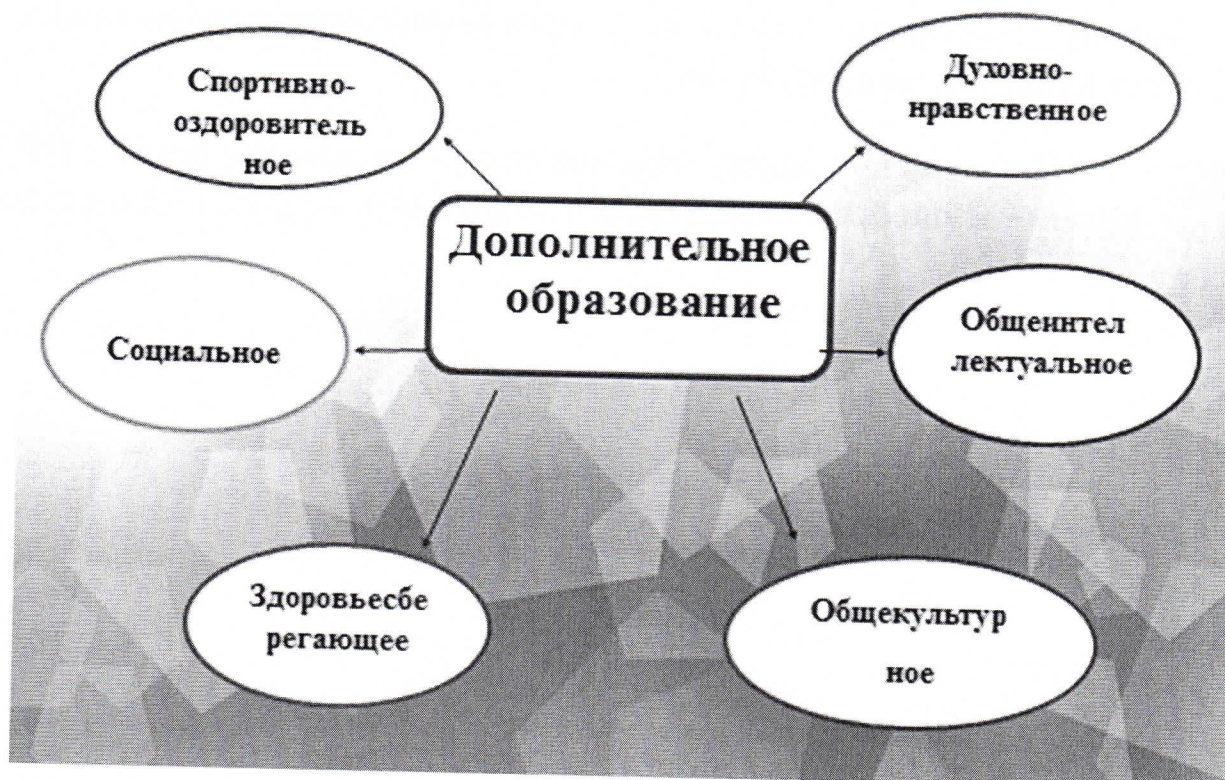 Спортивно-
оздоровитель
ное
Духовно-
нравственное
Дополнительное
образование
Социальное
Общеинтел
лектуальное
Здоровьесбе
регающее
Общекультур
ное